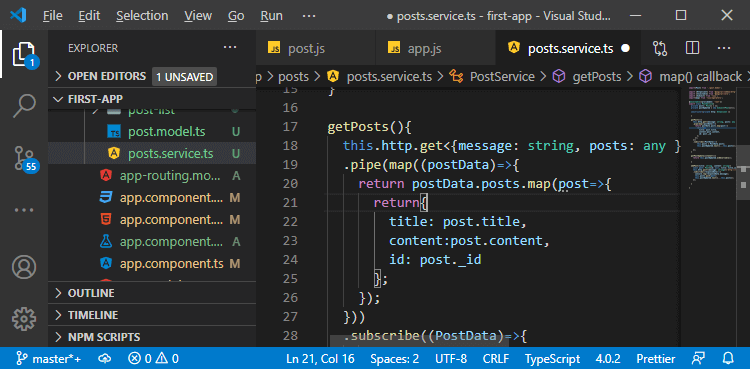 File Edit View Go Run ··· ● posts.service.ts - first-app - Visual Stud...
EXPLORER ···
post.js app.js posts.service.ts ●
OPEN EDITORS 1 UNSAVED
p > posts > posts.service.ts > PostService > getPosts > map() callback
FIRST-APP
post-list
post.model.ts U
posts.service.ts U
app-routing.mo... A
app.component.... M
app.component.... M
app.component.... A
app.component.ts M
OUTLINE
TIMELINE
NPM SCRIPTS
1
55
15 }
16
17 getPosts(){
18 this.http.get<{message: string, posts: any }
19 .pipe(map((postData)=>{
20 return postData.posts.map(post=>{
21 return{
22 title: post.title,
23 content:post.content,
24 id: post._id
25 };
26 });
27 }))
28 .subscribe((PostData)=>{
master*+ 0 0 Ln 21, Col 16 Spaces: 2 UTF-8 CRLF TypeScript 4.0.2 Prettier